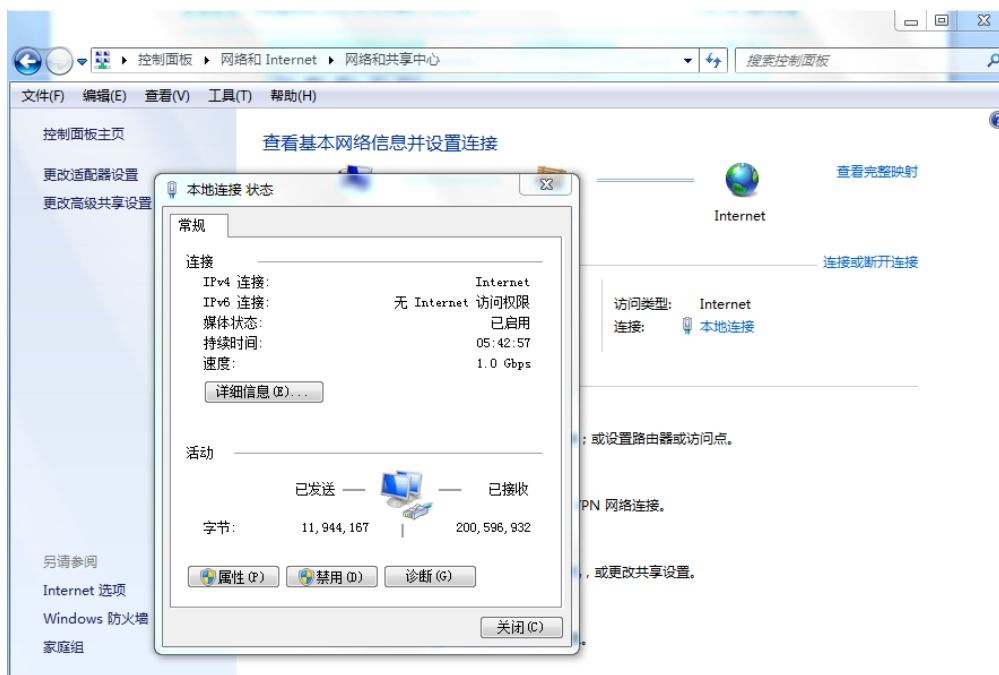 控制面板 ▸ 网络和 Internet ▸ 网络和共享中心
搜索控制面板
文件(F) 编辑(E) 查看(V) 工具(T) 帮助(H)
控制面板主页
更改适配器设置
更改高级共享设置
另请参阅
Internet 选项
Windows 防火墙
家庭组
查看基本网络信息并设置连接
查看完整映射
Internet
连接或断开连接
访问类型: Internet
连接: 本地连接
；或设置路由器或访问点。
PN 网络连接。
，或更改共享设置。
本地连接 状态
常规
连接
IPv4 连接: Internet
IPv6 连接: 无 Internet 访问权限
媒体状态: 已启用
持续时间: 05:42:57
速度: 1.0 Gbps
详细信息(E)...
活动
已发送 — — 已接收
字节: 11,944,167 | 200,596,932
属性(P) 禁用(D) 诊断(G)
关闭(C)